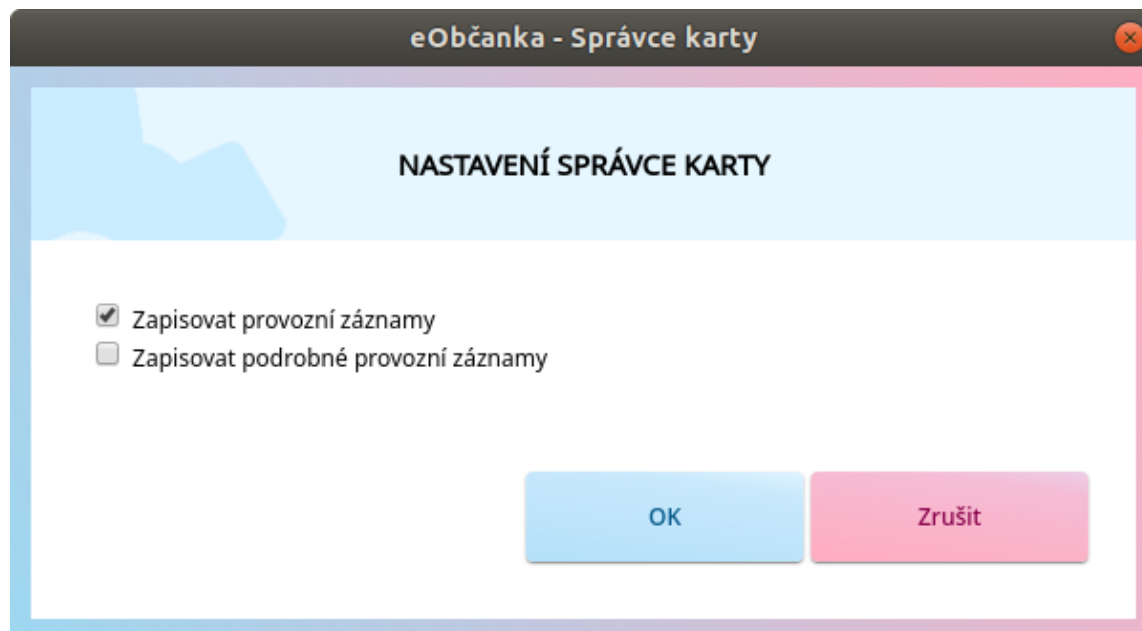 eObčanka - Správce karty
NASTAVENÍ SPRÁVCE KARTY
Zapisovat provozní záznamy
Zapisovat podrobné provozní záznamy
OK
Zrušit